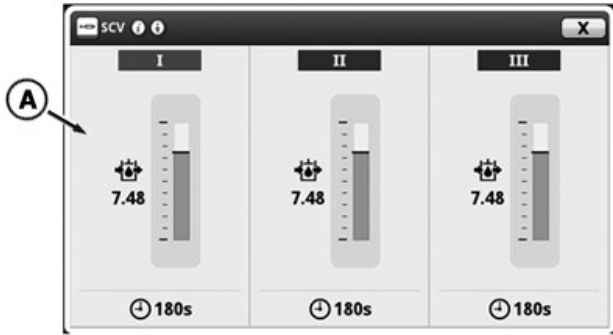 SCV i i X
I II III
A
7.48 7.48 7.48
180s 180s 180s